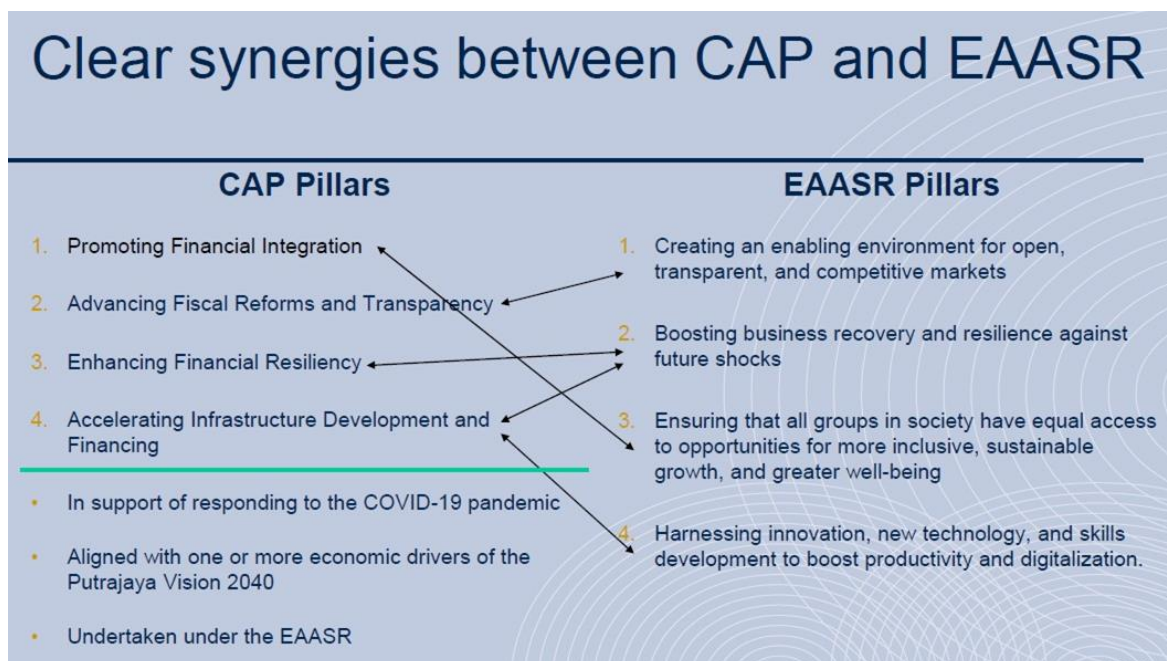 Clear synergies between CAP and EAASR
CAP Pillars
1. Promoting Financial Integration
2. Advancing Fiscal Reforms and Transparency
3. Enhancing Financial Resiliency
4. Accelerating Infrastructure Development and
Financing
• In support of responding to the COVID-19 pandemic
• Aligned with one or more economic drivers of the
Putrajaya Vision 2040
• Undertaken under the EAASR
EAASR Pillars
1. Creating an enabling environment for open,
transparent, and competitive markets
2. Boosting business recovery and resilience against
future shocks
3. Ensuring that all groups in society have equal access
to opportunities for more inclusive, sustainable
growth, and greater well-being
4. Harnessing innovation, new technology, and skills
development to boost productivity and digitalization.